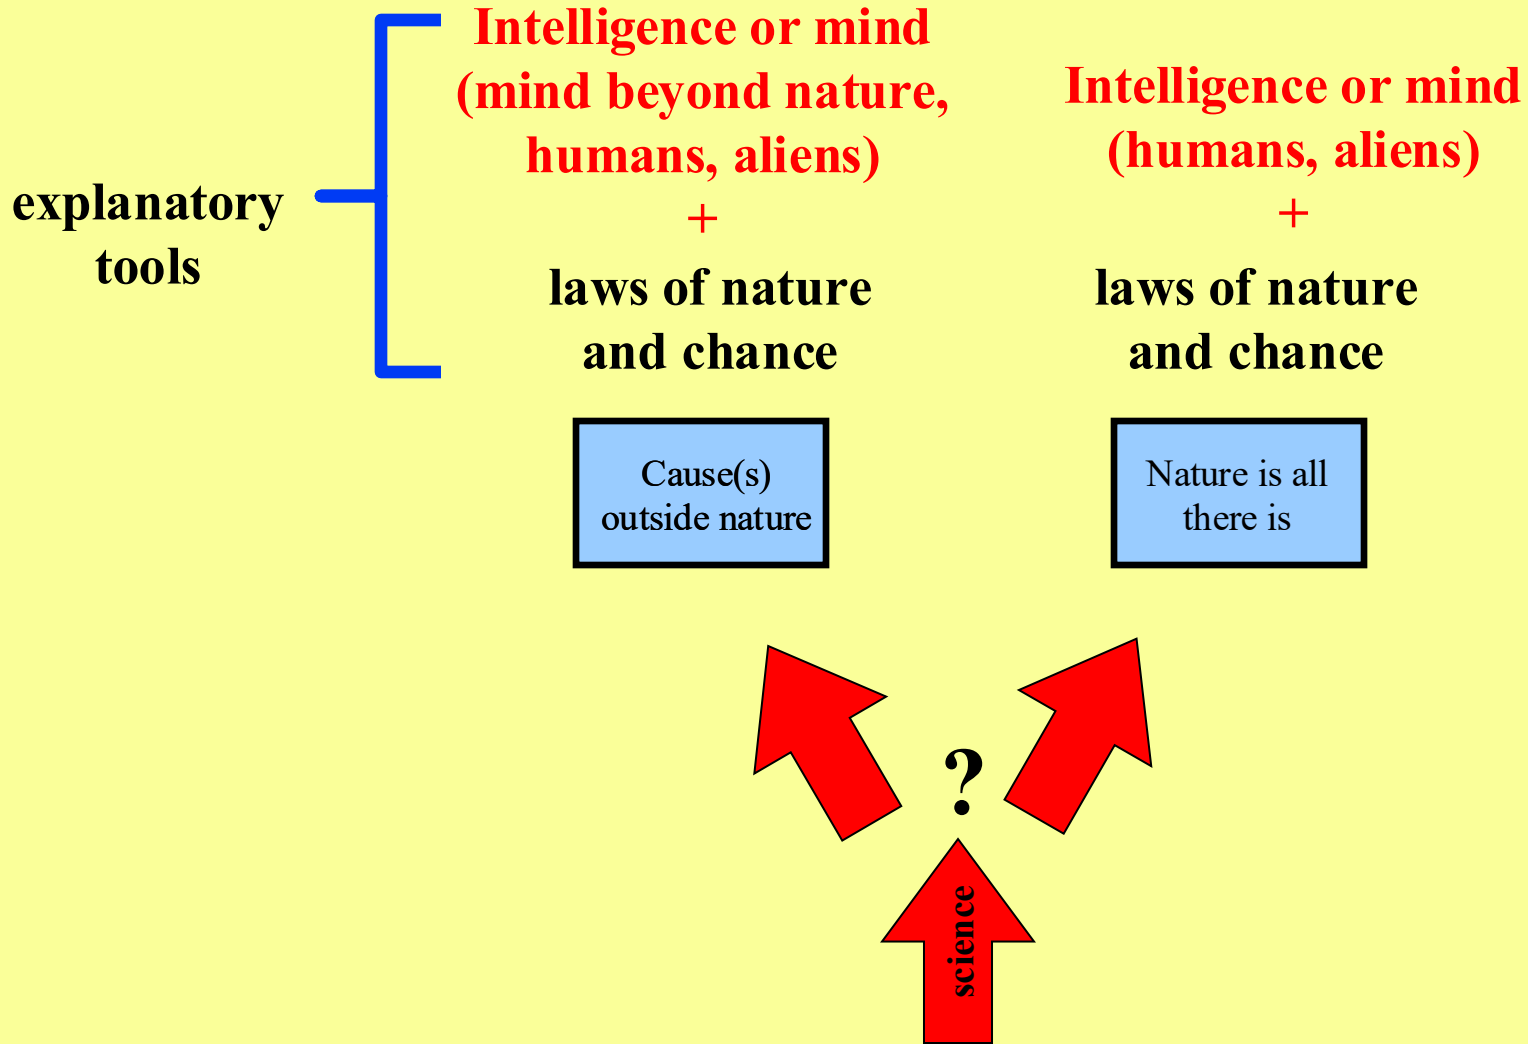 explanatory
tools
Intelligence or mind
(mind beyond nature,
humans, aliens)
+
laws of nature
and chance
Cause(s)
outside nature
Intelligence or mind
(humans, aliens)
+
laws of nature
and chance
Nature is all
there is
?
science